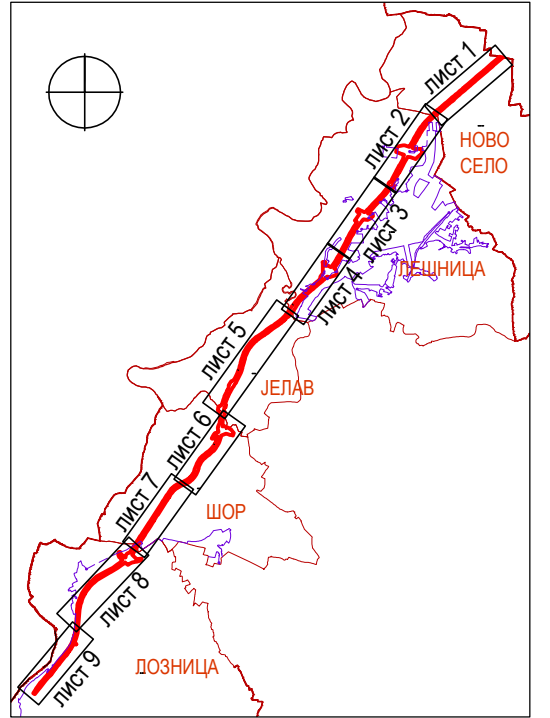 лист 1
лист 2
НОВО
СЕЛО
лист 3
ЛЕШНИЦА
лист 4
лист 5
ЈЕЛАВ
лист 6
лист 7
ШОР
лист 8
ЛОЗНИЦА
лист 9